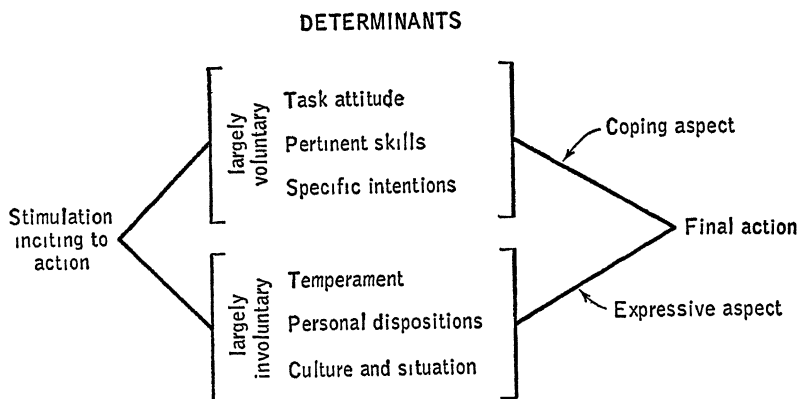 DETERMINANTS
Stimulation
inciting to
action
largely
voluntary
Task attitude
Pertinent skills
Specific intentions
largely
involuntary
Temperament
Personal dispositions
Culture and situation
Coping aspect
Expressive aspect
Final action